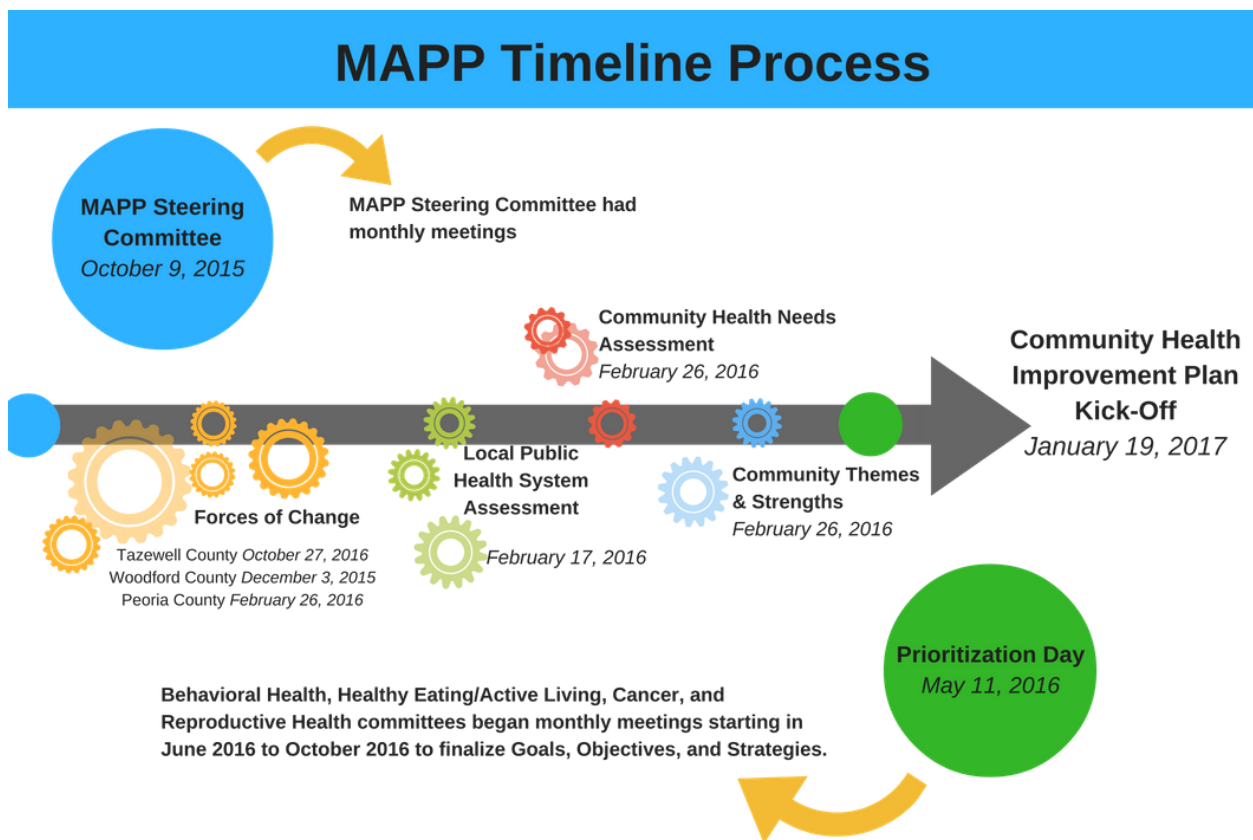 MAPP Timeline Process
MAPP Steering
Committee
October 9, 2015
MAPP Steering Committee had
monthly meetings
Community Health Needs
Assessment
February 26, 2016
Community Health
Improvement Plan
Kick-Off
January 19, 2017
Local Public
Health System
Assessment
February 17, 2016
Community Themes
& Strengths
February 26, 2016
Forces of Change
Tazewell County October 27, 2016
Woodford County December 3, 2015
Peoria County February 26, 2016
Prioritization Day
May 11, 2016
Behavioral Health, Healthy Eating/Active Living, Cancer, and
Reproductive Health committees began monthly meetings starting in
June 2016 to October 2016 to finalize Goals, Objectives, and Strategies.